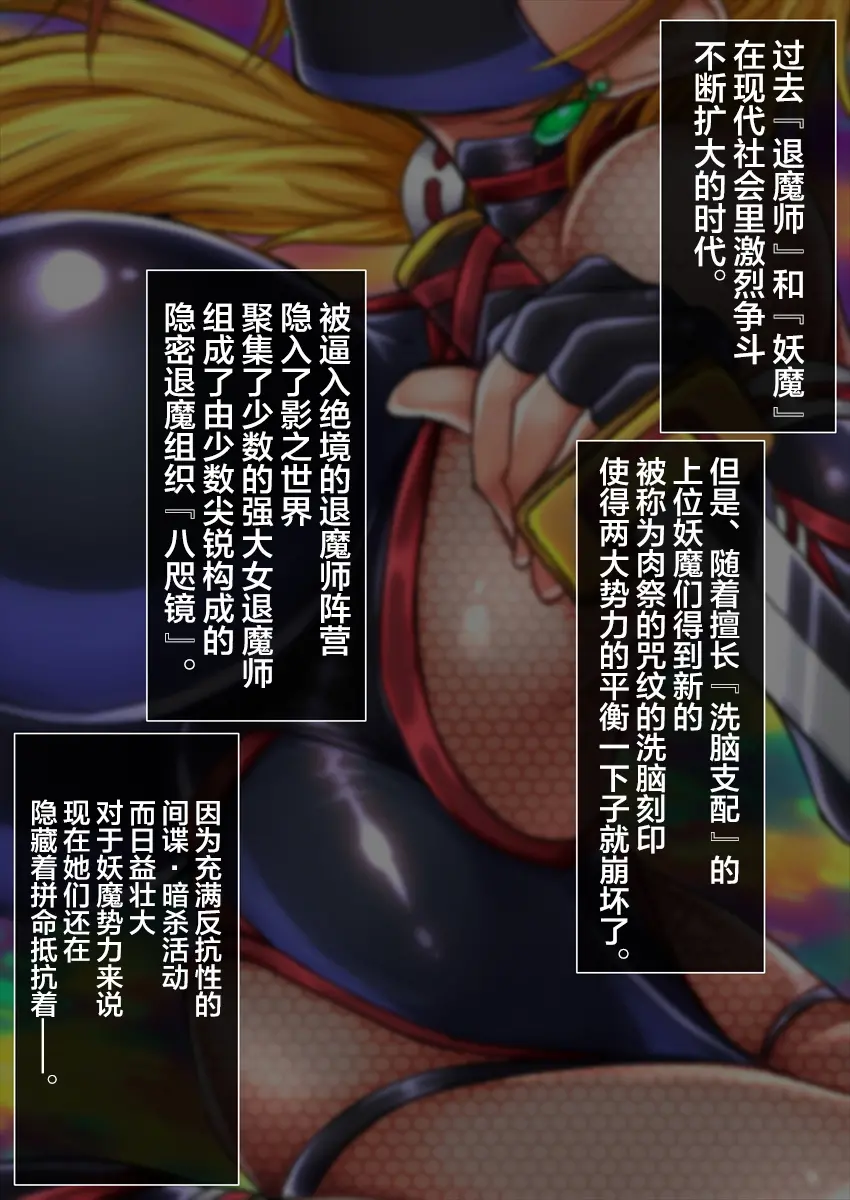 过去『退魔师』和『妖魔』
在现代社会里激烈争斗
不断扩大的时代。
但是、随着擅长『洗脑支配』的
上位妖魔们得到新的
被称为肉祭的咒纹的洗脑刻印
使得两大势力的平衡一下子就崩坏了。
被逼入绝境的退魔师阵营
隐入了影之世界
聚集了少数的强大女退魔师
组成了由少数尖锐构成的
隐密退魔组织『八咫镜』。
因为充满反抗性的
间谍·暗杀活动
而日益壮大
对于妖魔势力来说
现在她们还在
隐藏着拼命抵抗着——。